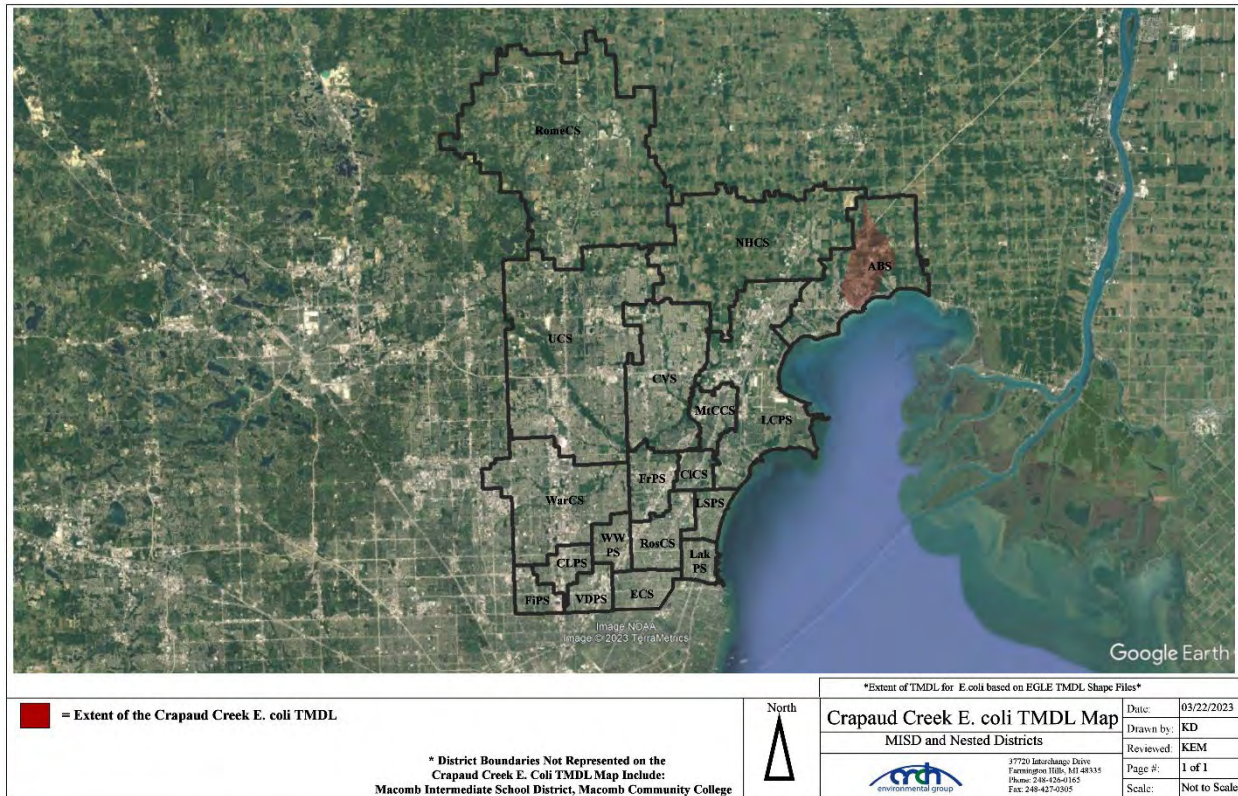 RomeCS
NHCS
ABS
UCS
CVS
MtCCS
LCPS
FrPS
ClCS
WarCS
LSPS
WW
PS
RosCS
Lak
PS
CLPS
FiPS
VDPS
ECS
Image NOAA
Image © 2023 TerraMetrics
Google Earth
= Extent of the Crapaud Creek E. coli TMDL
* District Boundaries Not Represented on the
Crapaud Creek E. Coli TMDL Map Include:
Macomb Intermediate School District, Macomb Community College
North
*Extent of TMDL for E.coli based on EGLE TMDL Shape Files*
Crapaud Creek E. coli TMDL Map
MISD and Nested Districts
arch
environmental group
37720 Interchange Drive
Farmington Hills, MI 48335
Phone: 248-426-0165
Fax: 248-427-0305
Date: 03/22/2023
Drawn by: KD
Reviewed: KEM
Page #: 1 of 1
Scale: Not to Scale